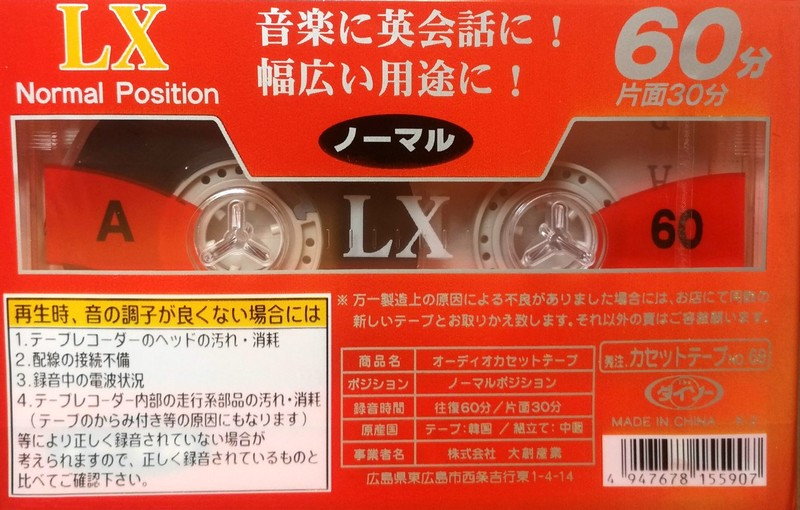 LX
Normal Position
音楽に英会話に!
幅広い用途に!
60分
片面30分
ノーマル
A
LX
60
再生時、音の調子が良くない場合には
1.テープレコーダーのヘッドの汚れ・消耗
2.配線の接続不備
3.録音中の電波状況
4.テープレコーダー内部の走行系部品の汚れ・消耗
(テープのからみ付き等の原因にもなります)
等により正しく録音されていない場合が
考えられますので、正しく録音されているものと
比べてご確認下さい。
※万一製造上の原因による不良がありました場合には、お店にて同数の
新しいテープとお取りかえ致します。それ以外の責はご容赦願います。
商品名 オーディオカセットテープ
ポジション ノーマルポジション
録音時間 往復60分/片面30分
原産国 テープ:韓国 / 組立て:中国
事業者名 株式会社 大創産業
広島県東広島市西条吉行東1-4-14
発注.カセットテープ NO.69
ダイソー
MADE IN CHINA
4 947678 155907